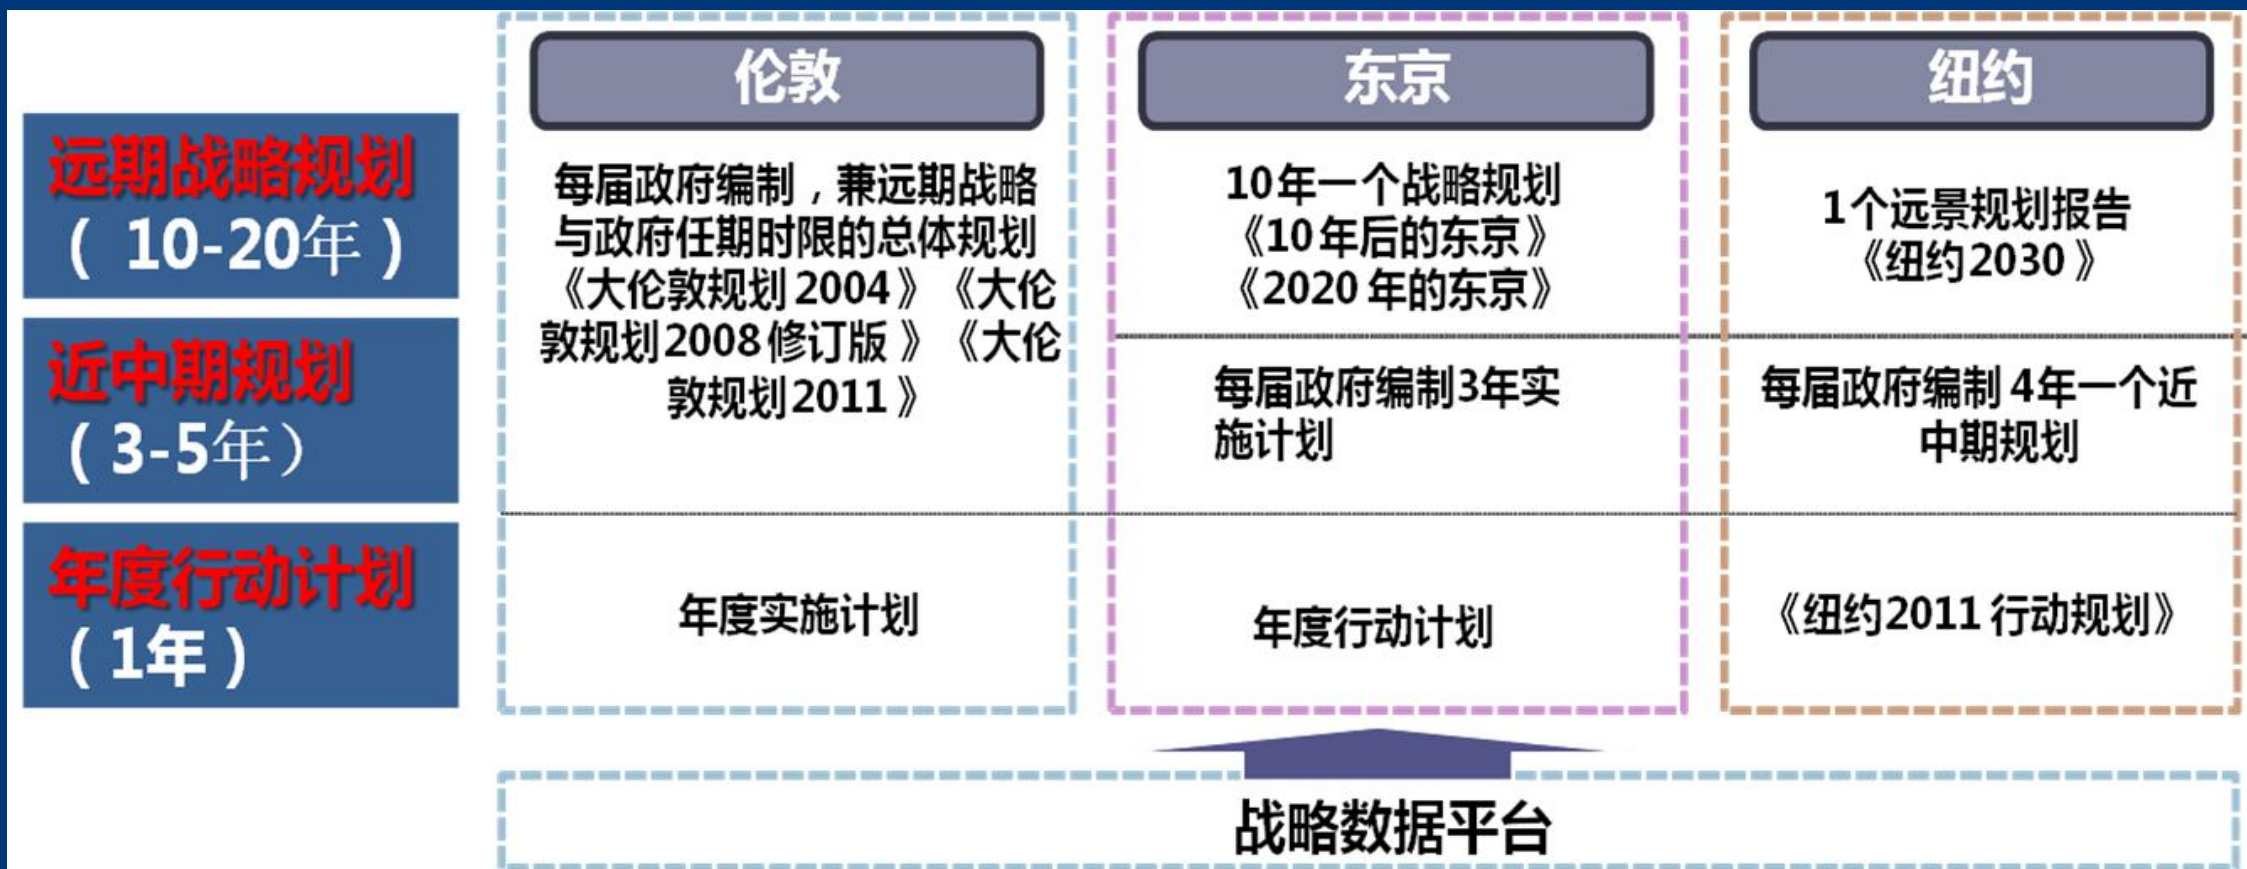 伦敦
东京
纽约
远期战略规划
( 10-20年 )
每届政府编制，兼远期战略
与政府任期时限的总体规划
《大伦敦规划2004》《大伦
敦规划2008修订版》《大伦
敦规划2011》
10年一个战略规划
《10年后的东京》
《2020年的东京》
1个远景规划报告
《纽约2030》
近中期规划
( 3-5年）
每届政府编制3年实
施计划
每届政府编制4年一个近
中期规划
年度行动计划
( 1年 )
年度实施计划
年度行动计划
《纽约2011行动规划》
战略数据平台